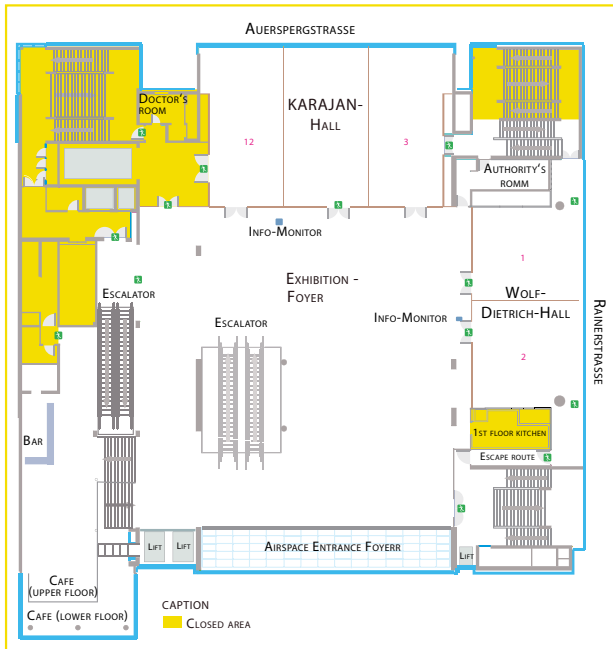 AUERSPERGSTRASSE
DOCTOR'S
ROOM
KARAJAN-
HALL
12
3
AUTHORITY'S
ROMM
INFO-MONITOR
EXHIBITION -
FOYER
1
ESCALATOR
WOLF-
DIETRICH-HALL
RAINERSTRASSE
ESCALATOR
INFO-MONITOR
2
BAR
1ST FLOOR KITCHEN
ESCAPE ROUTE
LIFT
LIFT
AIRSPACE ENTRANCE FOYERR
LIFT
CAFE
(UPPER FLOOR)
CAFE (LOWER FLOOR)
CAPTION
CLOSED AREA